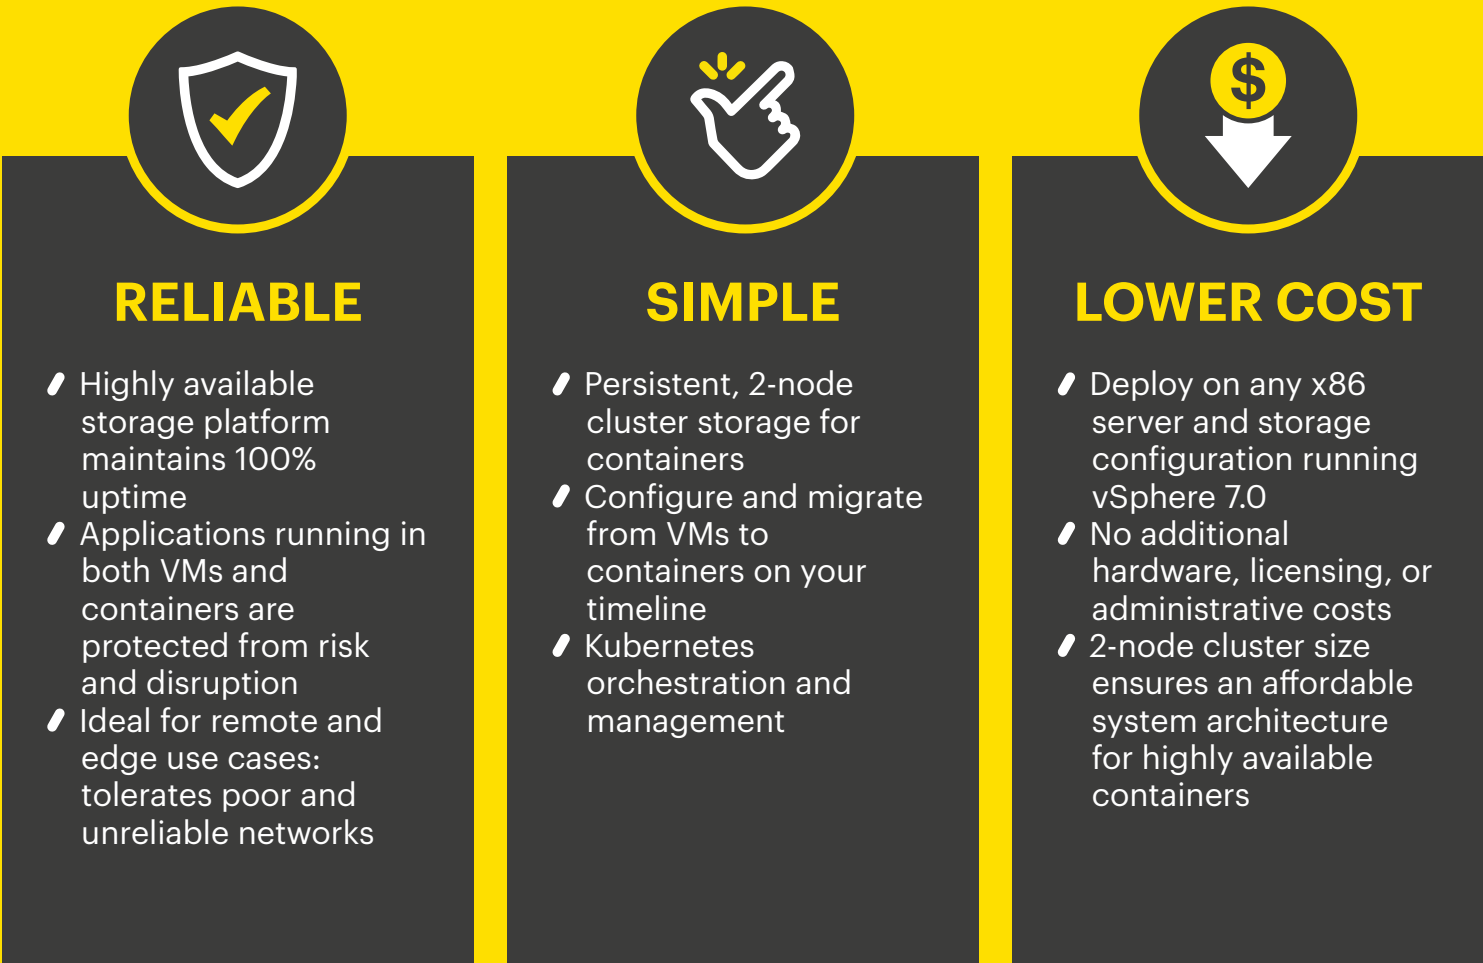 $
RELIABLE
Highly available
storage platform
maintains 100%
uptime
Applications running in
both VMs and
containers are
protected from risk
and disruption
Ideal for remote and
edge use cases:
tolerates poor and
unreliable networks
SIMPLE
Persistent, 2-node
cluster storage for
containers
Configure and migrate
from VMs to
containers on your
timeline
Kubernetes
orchestration and
management
LOWER COST
Deploy on any x86
server and storage
configuration running
vSphere 7.0
No additional
hardware, licensing, or
administrative costs
2-node cluster size
ensures an affordable
system architecture
for highly available
containers